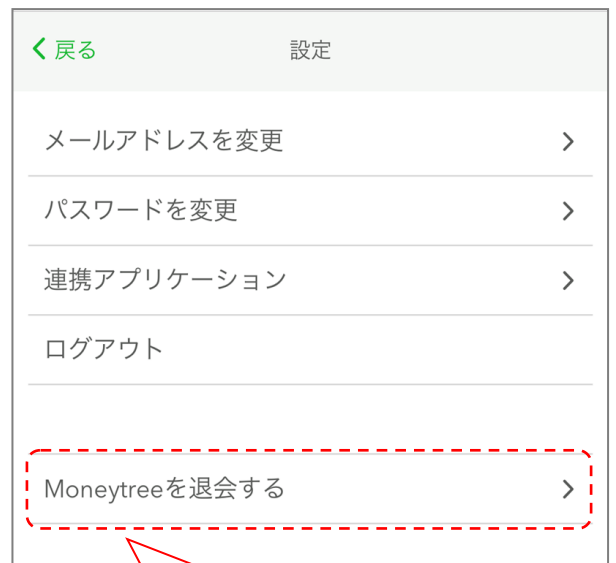 戻る
設定
メールアドレスを変更
パスワードを変更
連携アプリケーション
ログアウト
Moneytreeを退会する